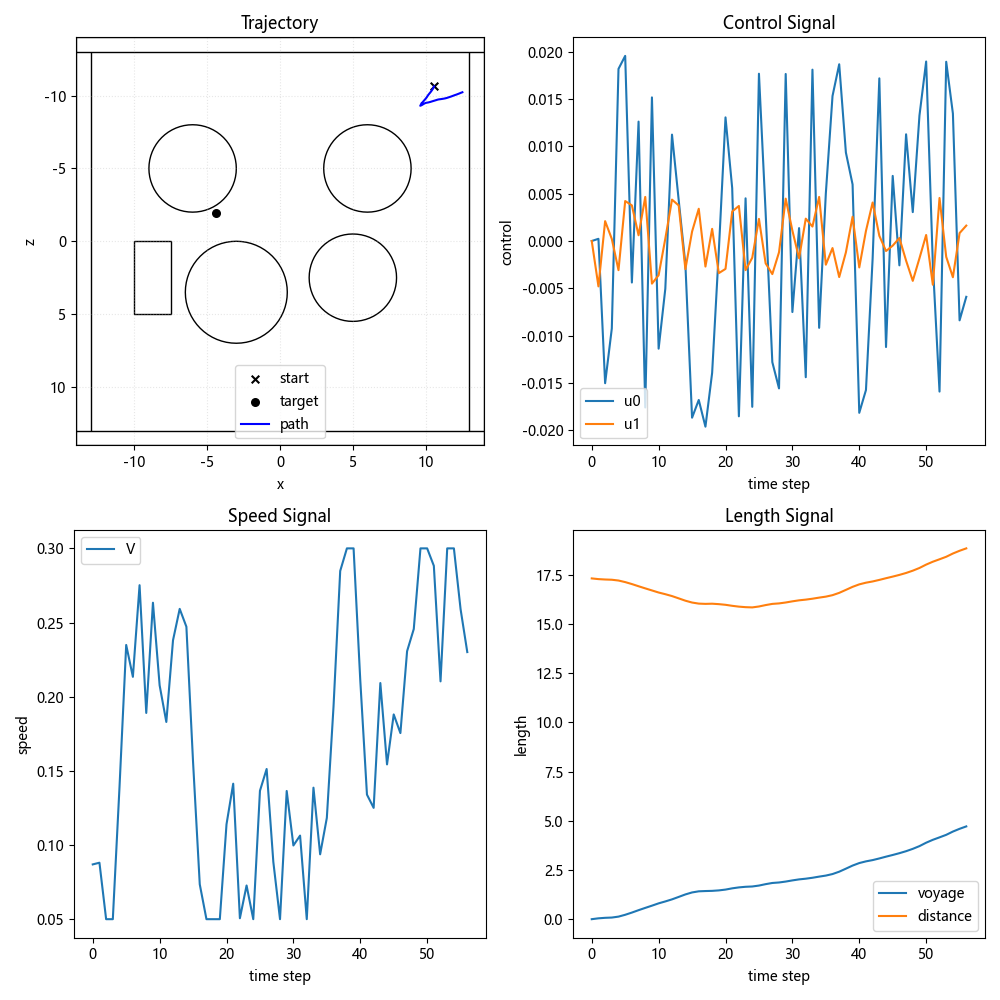 Trajectory
-10
-5
0
5
10
z
-10 -5 0 5 10
x
start
target
path
Control Signal
0.020
0.015
0.010
0.005
0.000
-0.005
-0.010
-0.015
-0.020
control
0 10 20 30 40 50
time step
u0
u1
Speed Signal
0.30
0.25
0.20
0.15
0.10
0.05
speed
0 10 20 30 40 50
time step
V
Length Signal
17.5
15.0
12.5
10.0
7.5
5.0
2.5
0.0
length
0 10 20 30 40 50
time step
voyage
distance